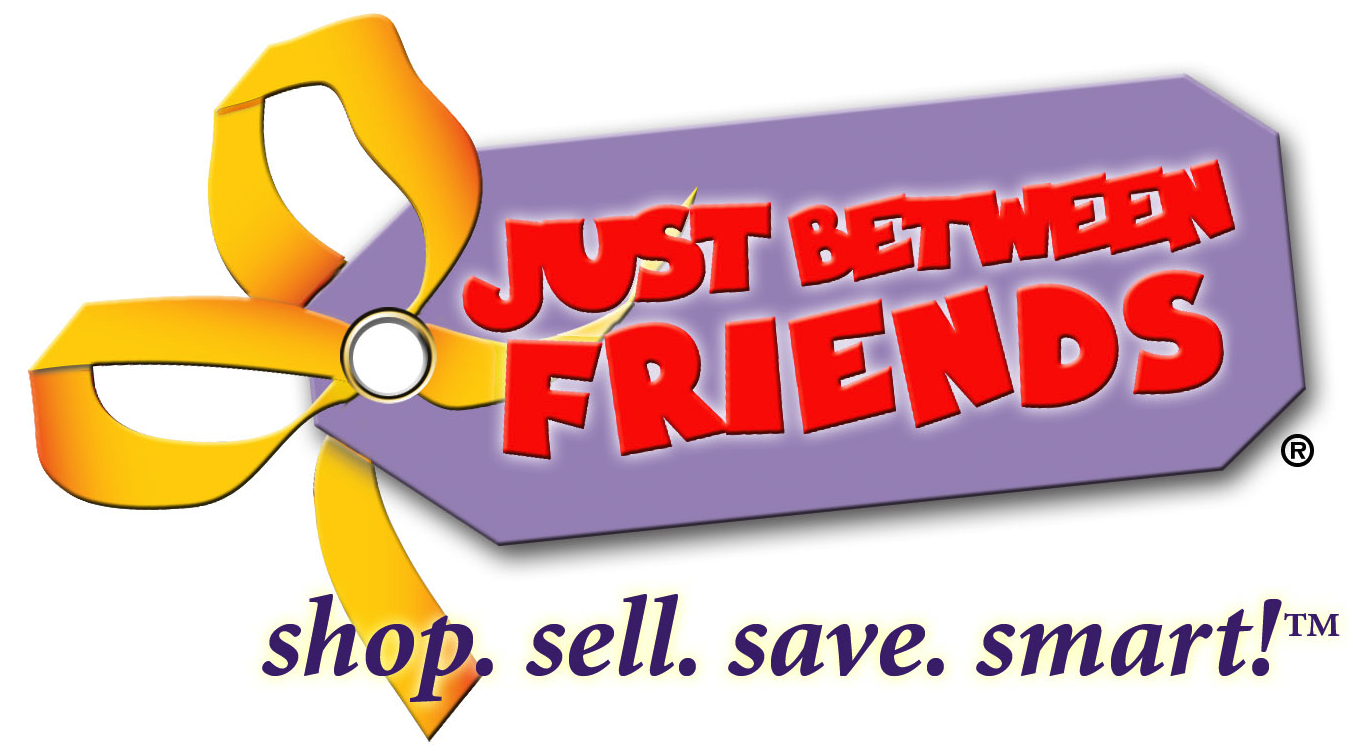 JUST BETWEEN
FRIENDS
®
shop. sell. save. smart!™